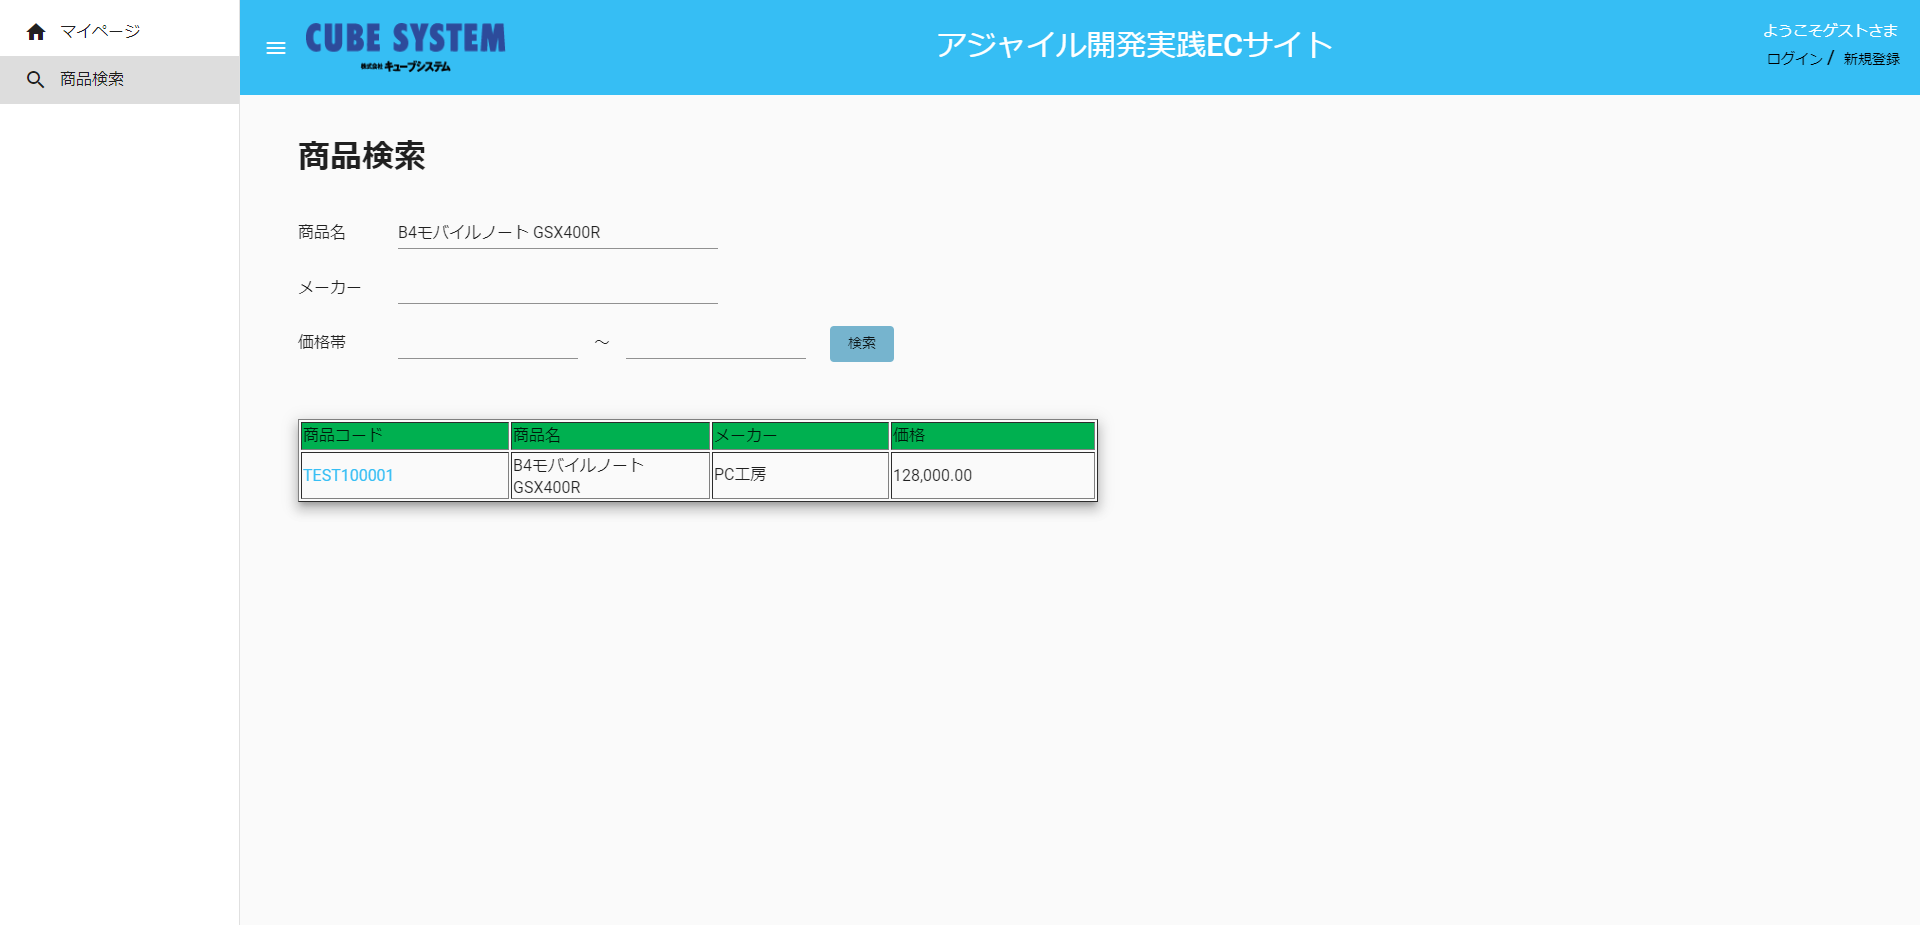 マイページ
商品検索
CUBE SYSTEM
株式会社 キューブシステム
アジャイル開発実践ECサイト
ようこそゲストさま
ログイン / 新規登録
商品検索
商品名 B4モバイルノート GSX400R
メーカー
価格帯 ～ 検索
商品コード 商品名 メーカー 価格
TEST100001 B4モバイルノート PC工房 128,000.00
GSX400R